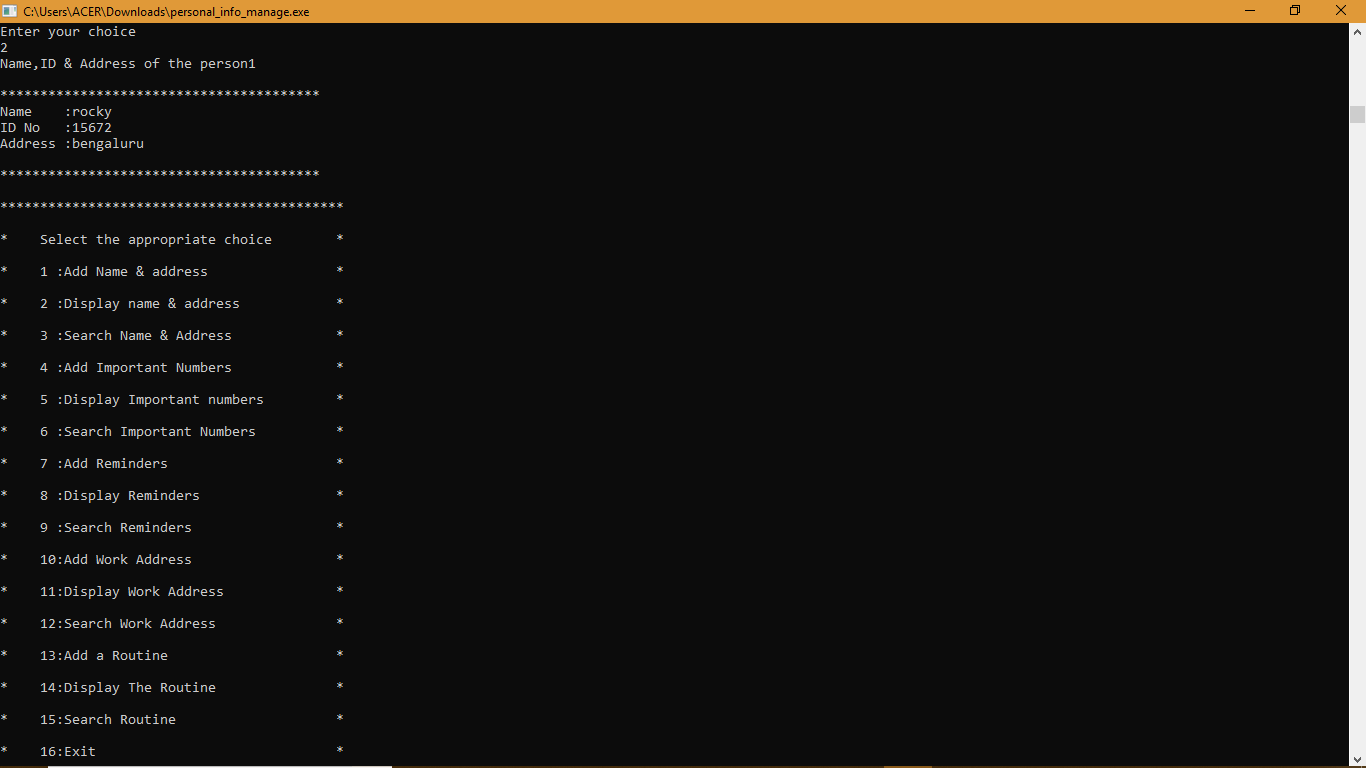 C:\Users\ACER\Downloads\personal_info_manage.exe
Enter your choice
2
Name,ID & Address of the person1
****************************************
Name    :rocky
ID No   :15672
Address :bengaluru
****************************************
*******************************************
*    Select the appropriate choice        *
*    1 :Add Name & address                *
*    2 :Display name & address            *
*    3 :Search Name & Address             *
*    4 :Add Important Numbers             *
*    5 :Display Important numbers         *
*    6 :Search Important Numbers          *
*    7 :Add Reminders                     *
*    8 :Display Reminders                 *
*    9 :Search Reminders                  *
*    10:Add Work Address                  *
*    11:Display Work Address              *
*    12:Search Work Address               *
*    13:Add a Routine                     *
*    14:Display The Routine               *
*    15:Search Routine                    *
*    16:Exit                              *